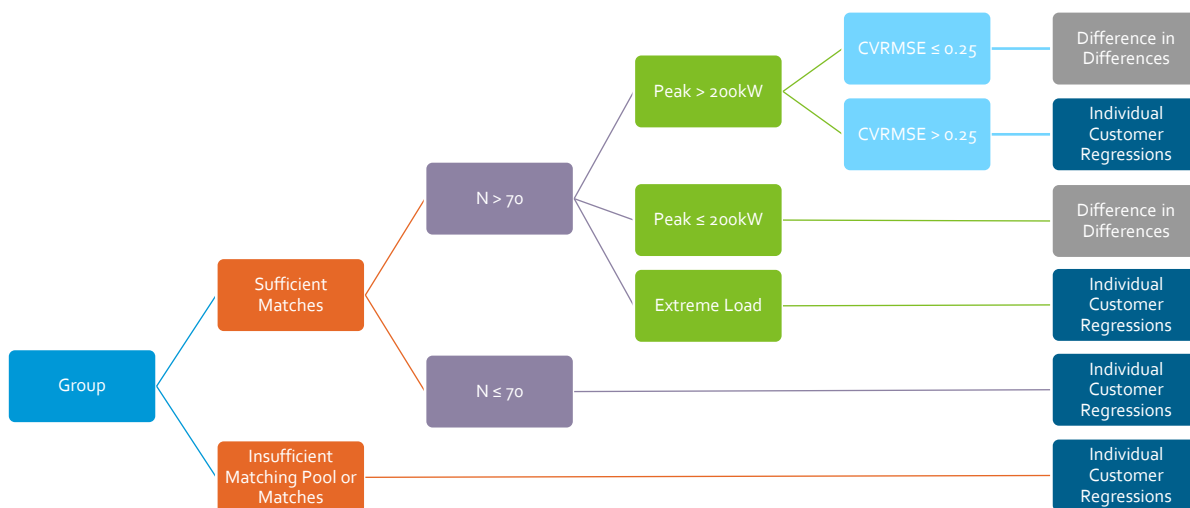 CVRMSE ≤ 0.25
Difference in
Differences
Peak > 200kW
CVRMSE > 0.25
Individual
Customer
Regressions
N > 70
Peak ≤ 200kW
Difference in
Differences
Sufficient
Matches
Extreme Load
Individual
Customer
Regressions
Group
N ≤ 70
Individual
Customer
Regressions
Insufficient
Matching Pool or
Matches
Individual
Customer
Regressions